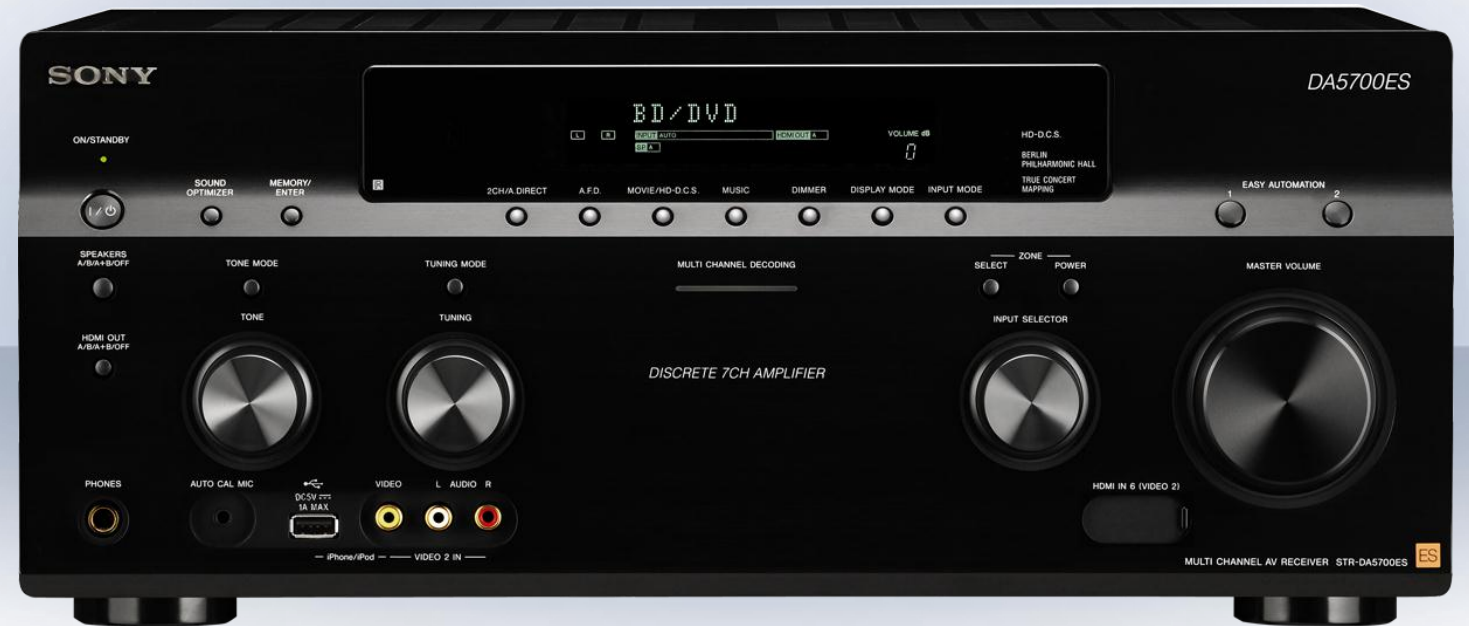 SONY
DA5700ES
ON/STANDBY
I/⏻
SOUND
OPTIMIZER
MEMORY/
ENTER
BD/DVD
L R INPUT AUTO HDMI OUT A
SP A
VOLUME dB
0
HD-D.C.S.
BERLIN
PHILHARMONIC HALL
TRUE CONCERT
MAPPING
2CH/A.DIRECT A.F.D. MOVIE/HD-D.C.S. MUSIC DIMMER DISPLAY MODE INPUT MODE
EASY AUTOMATION
1 2
SPEAKERS
A/B/A+B/OFF
TONE MODE
TUNING MODE
MULTI CHANNEL DECODING
ZONE
SELECT POWER
MASTER VOLUME
TONE
TUNING
INPUT SELECTOR
HDMI OUT
A/B/A+B/OFF
DISCRETE 7CH AMPLIFIER
PHONES
AUTO CAL MIC
DC5V
1A MAX
VIDEO L AUDIO R
iPhone/iPod VIDEO 2 IN
HDMI IN 6 (VIDEO 2)
MULTI CHANNEL AV RECEIVER STR-DA5700ES
ES